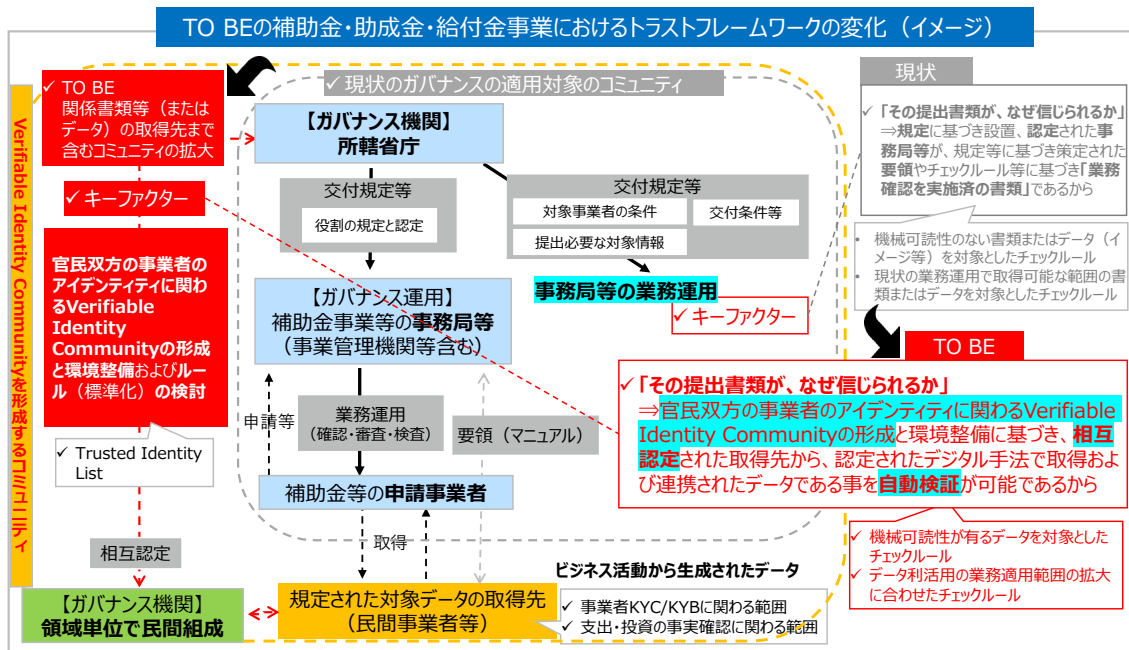 TO BEの補助金・助成金・給付金事業におけるトラストフレームワークの変化（イメージ）
Verifiable Identity Communityを形成するコミュニティ
✓ TO BE
関係書類等（または
データ）の取得先まで
含むコミュニティの拡大
✓ キーファクター
官民双方の事業者の
アイデンティティに関わ
るVerifiable
Identity
Communityの形成
と環境整備およびルー
ル（標準化）の検討
✓ Trusted Identity
List
相互認定
【ガバナンス機関】
領域単位で民間組成
✓ 現状のガバナンスの適用対象のコミュニティ
【ガバナンス機関】
所轄省庁
交付規定等
役割の規定と認定
交付規定等
対象事業者の条件
交付条件等
提出必要な対象情報
【ガバナンス運用】
補助金事業等の事務局等
（事業管理機関等含む）
事務局等の業務運用
✓ キーファクター
申請等
業務運用
（確認・審査・検査）
要領（マニュアル）
補助金等の申請事業者
取得
規定された対象データの取得先
（民間事業者等）
ビジネス活動から生成されたデータ
✓ 事業者KYC/KYBに関わる範囲
✓ 支出・投資の事実確認に関わる範囲
現状
✓ 「その提出書類が、なぜ信じられるか」
⇒規定に基づき設置、認定された事
務局等が、規定等に基づき策定された
要領やチェックルール等に基づき「業務
確認を実施済の書類」であるから
• 機械可読性のない書類またはデータ（イ
メージ等）を対象としたチェックルール
• 現状の業務運用で取得可能な範囲の書
類またはデータを対象としたチェックルール
TO BE
✓ 「その提出書類が、なぜ信じられるか」
⇒官民双方の事業者のアイデンティティに関わるVerifiable
Identity Communityの形成と環境整備に基づき、相互
認定された取得先から、認定されたデジタル手法で取得およ
び連携されたデータである事を自動検証が可能であるから
✓ 機械可読性が有るデータを対象とした
チェックルール
✓ データ利活用の業務適用範囲の拡大
に合わせたチェックルール